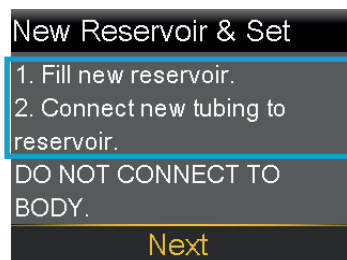 New Reservoir & Set
1. Fill new reservoir.
2. Connect new tubing to
reservoir.
DO NOT CONNECT TO
BODY.
Next